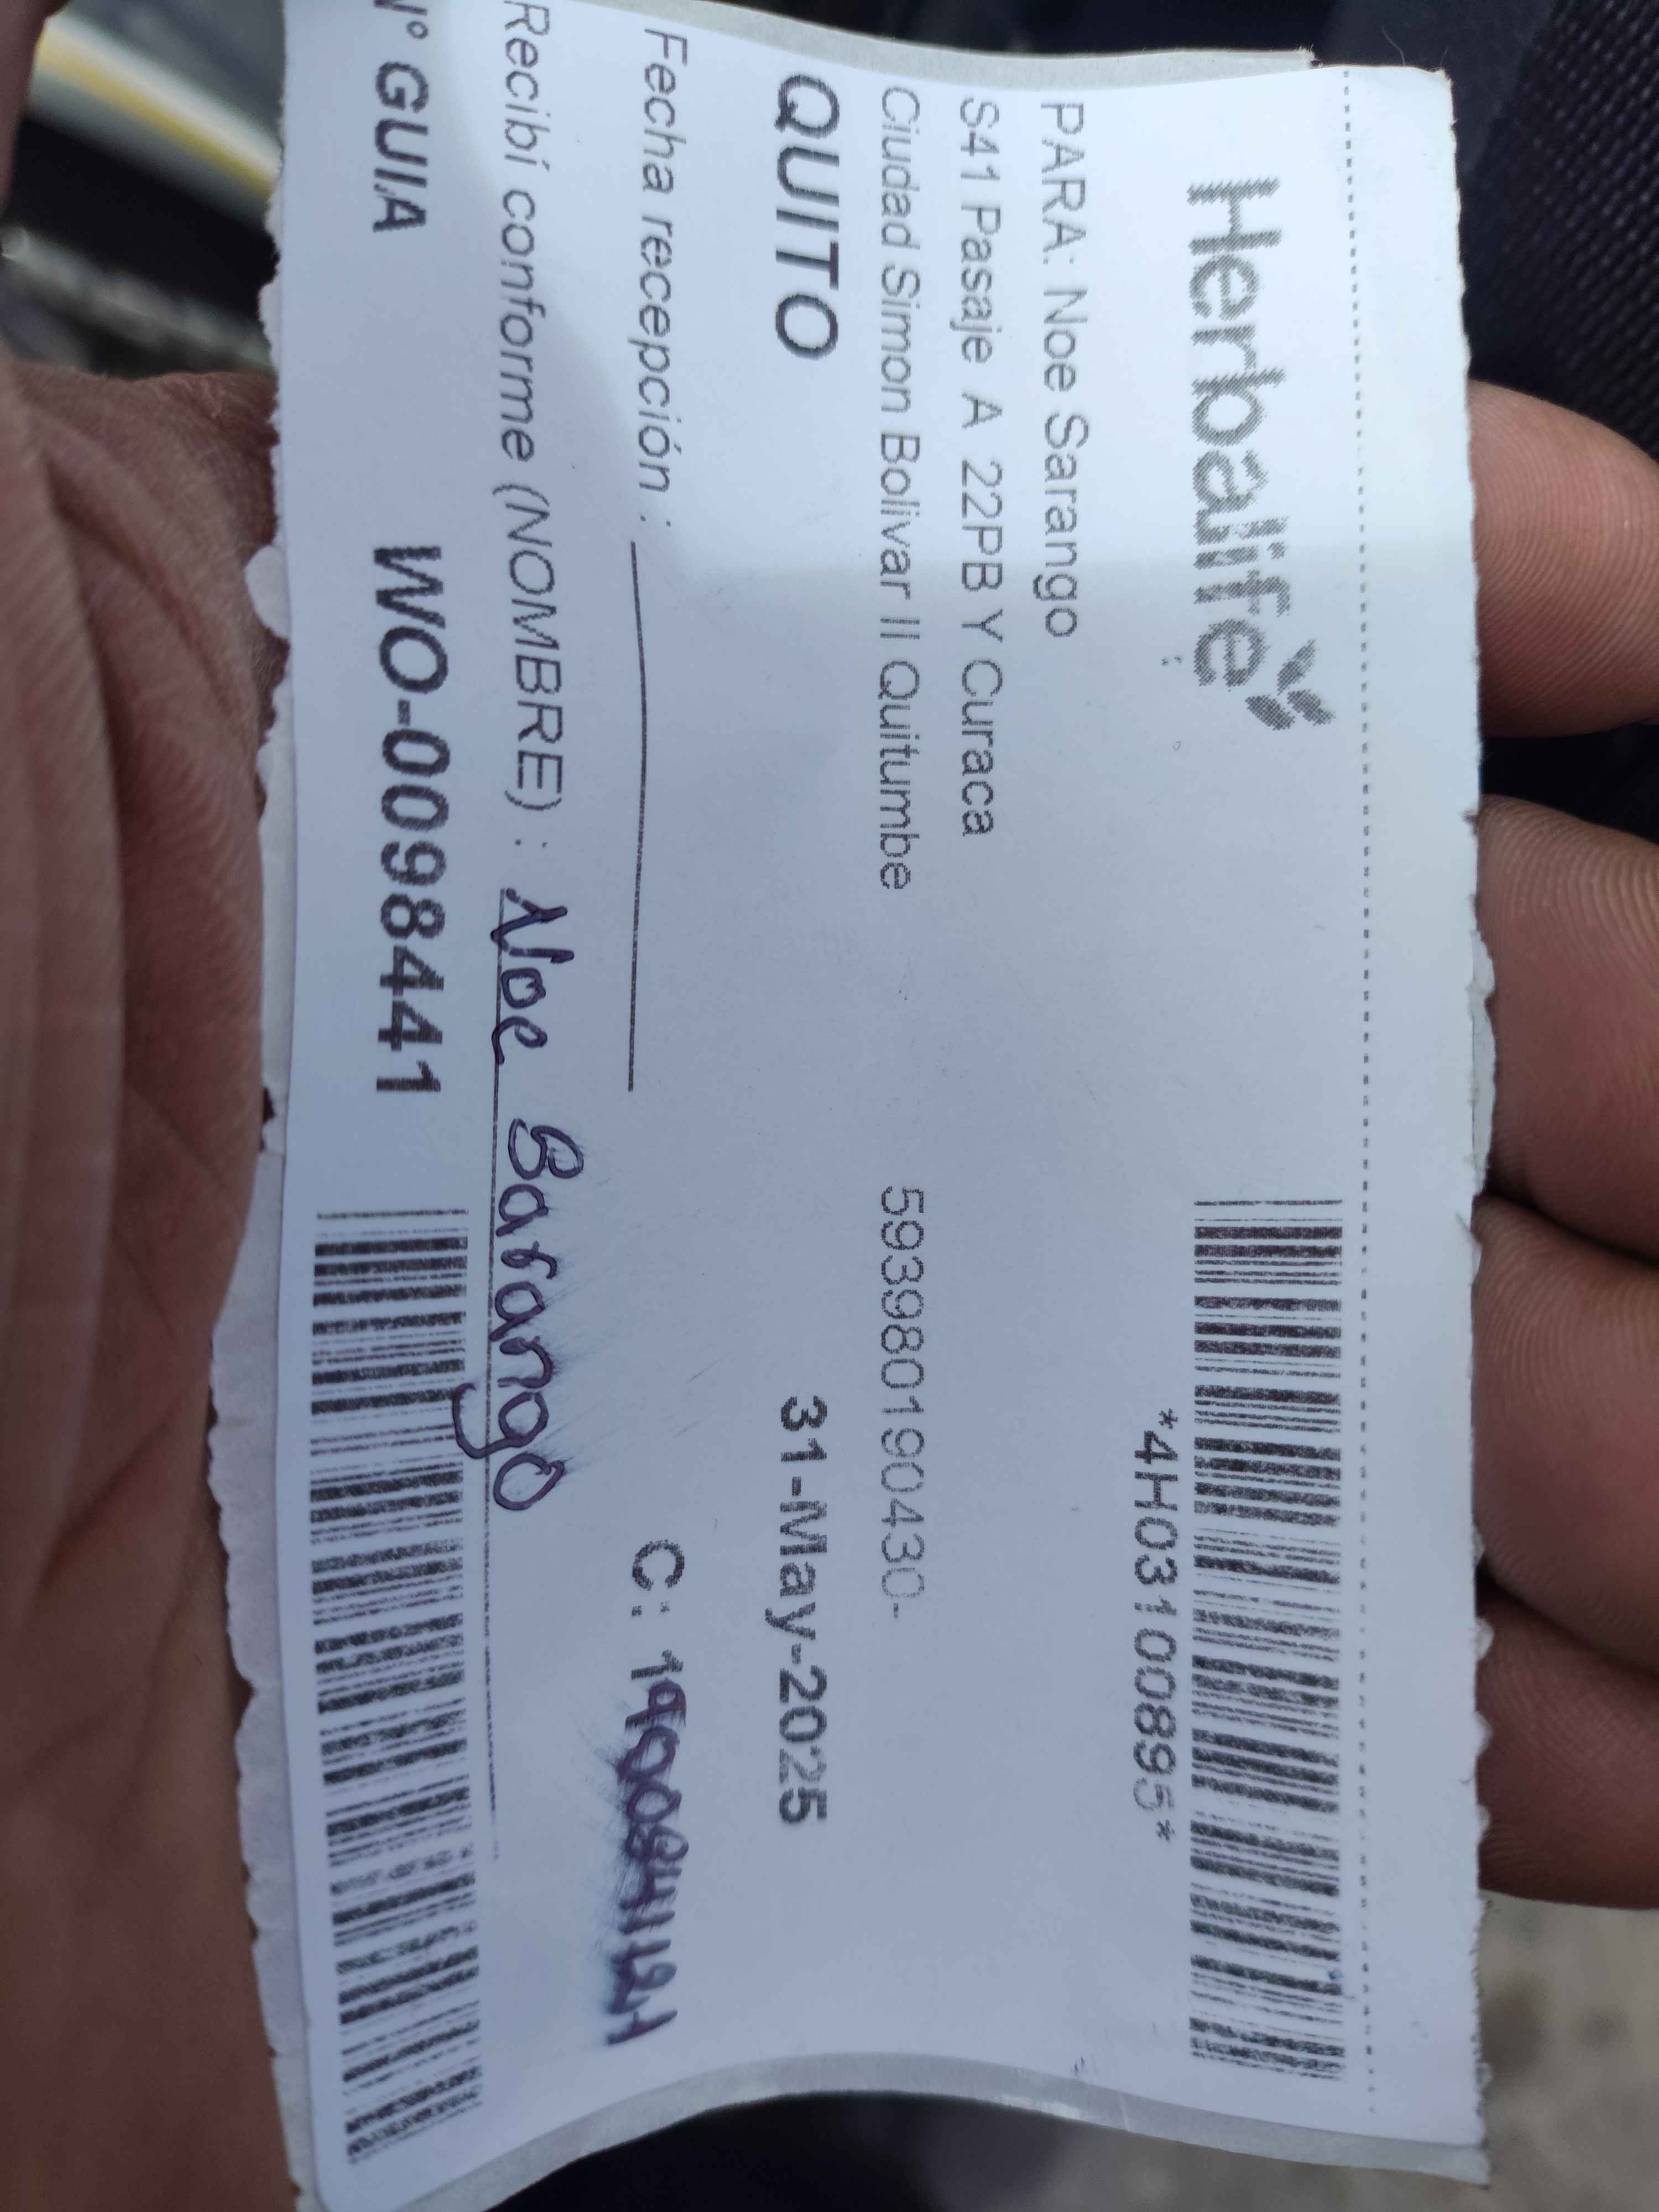 Herbalife
*4H03100895*
PARA: Noe Sarango
S41 Pasaje A 22PB Y Curaca
Ciudad Simon Bolivar II Quitumbe 593980190430-
QUITO 31-May-2025
Fecha recepción : C:
Recibí conforme (NOMBRE) : Noe Sarango
N° GUIA WO-0098441